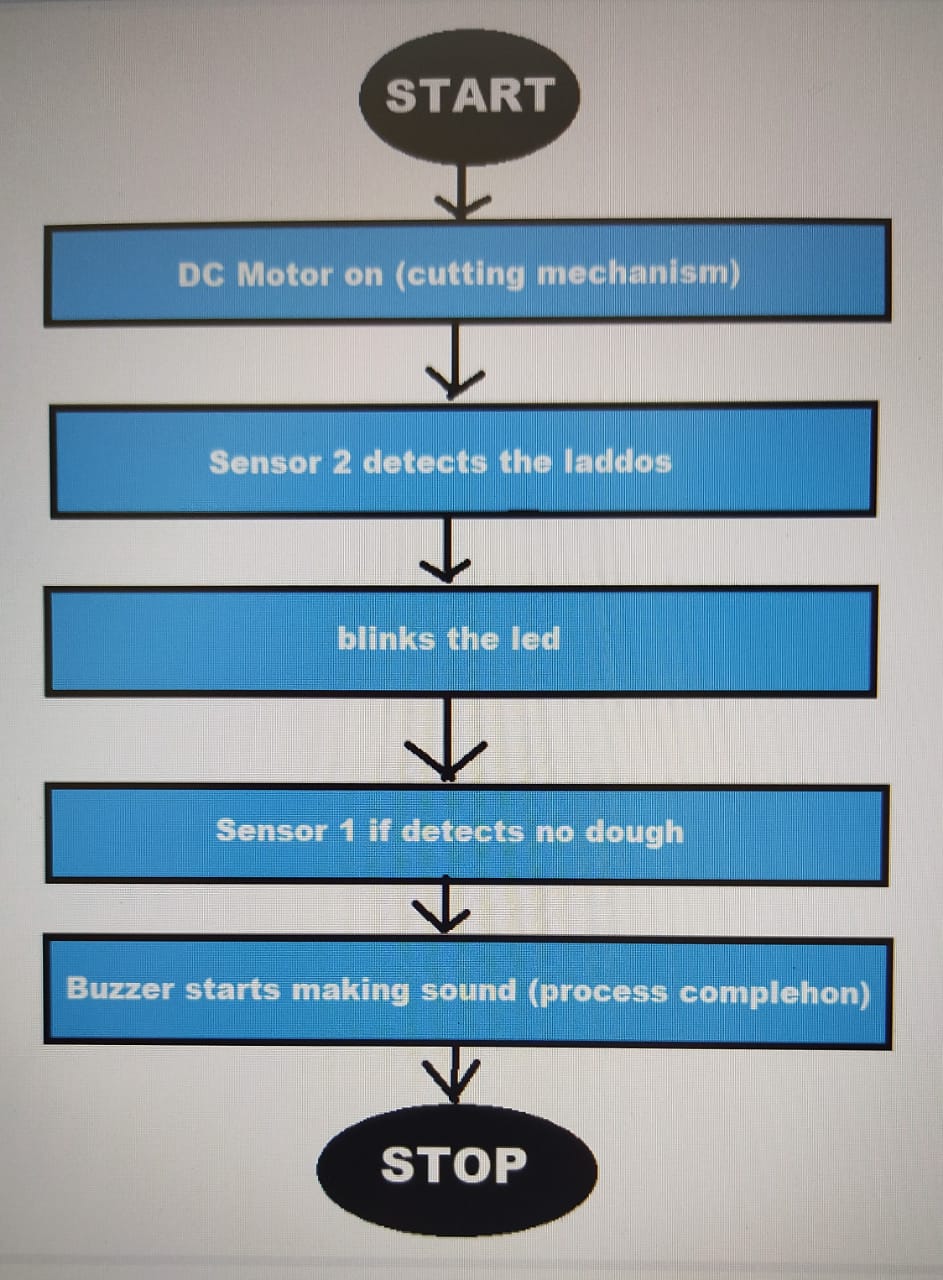 START
DC Motor on (cutting mechanism)
Sensor 2 detects the laddos
blinks the led
Sensor 1 if detects no dough
Buzzer starts making sound (process complehon)
STOP